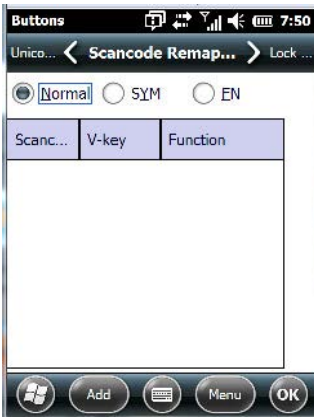 Buttons 7:50
Unico... Scancode Remap... Lock ...
Normal SYM FN
Scanc... V-key Function
Add Menu OK